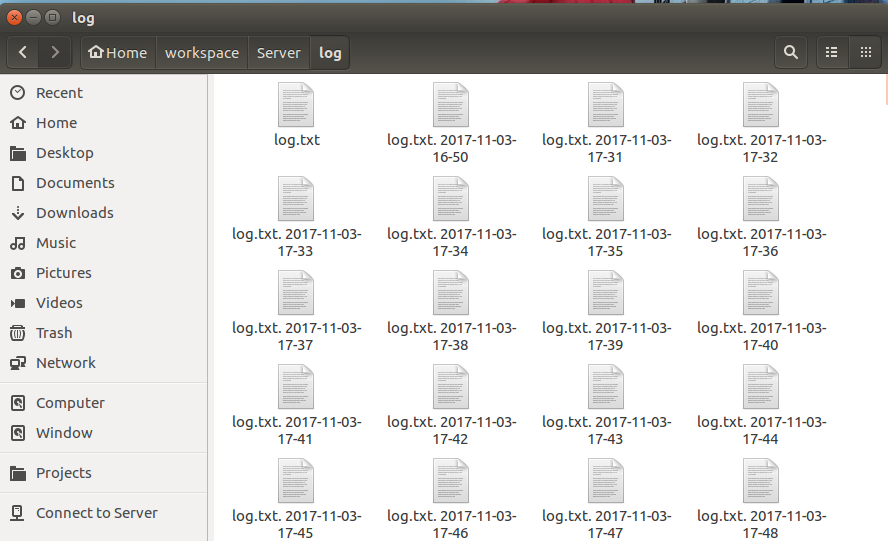 log
Home
workspace
Server
log
Recent
Home
Desktop
Documents
Downloads
Music
Pictures
Videos
Trash
Network
Computer
Window
Projects
Connect to Server
log.txt
log.txt. 2017-11-03-
16-50
log.txt. 2017-11-03-
17-31
log.txt. 2017-11-03-
17-32
log.txt. 2017-11-03-
17-33
log.txt. 2017-11-03-
17-34
log.txt. 2017-11-03-
17-35
log.txt. 2017-11-03-
17-36
log.txt. 2017-11-03-
17-37
log.txt. 2017-11-03-
17-38
log.txt. 2017-11-03-
17-39
log.txt. 2017-11-03-
17-40
log.txt. 2017-11-03-
17-41
log.txt. 2017-11-03-
17-42
log.txt. 2017-11-03-
17-43
log.txt. 2017-11-03-
17-44
log.txt. 2017-11-03-
17-45
log.txt. 2017-11-03-
17-46
log.txt. 2017-11-03-
17-47
log.txt. 2017-11-03-
17-48